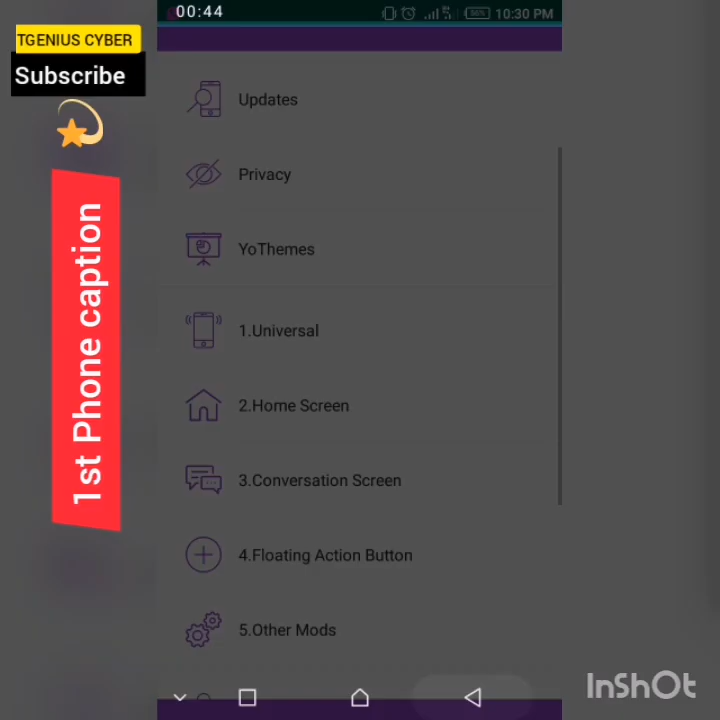 00:44
56%
10:30 PM
TGENIUS CYBER
Subscribe
1st Phone caption
Updates
Privacy
YoThemes
1.Universal
2.Home Screen
3.Conversation Screen
4.Floating Action Button
5.Other Mods
InShOt